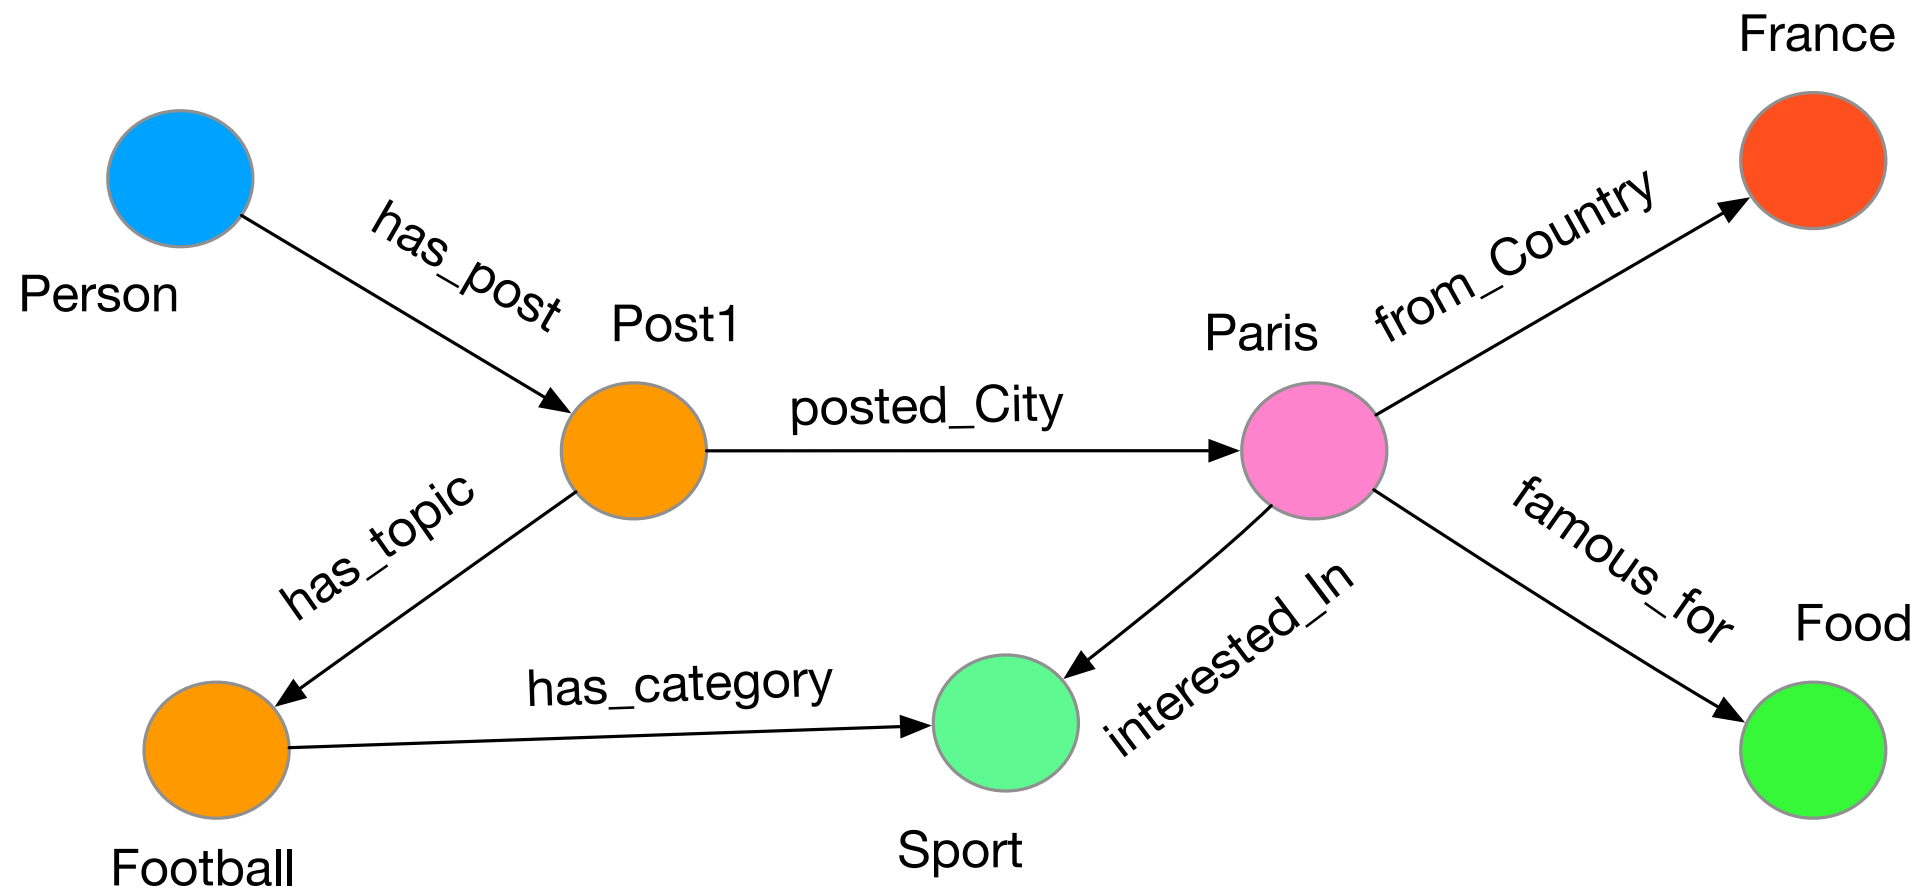 France
Person
has_post
Post1
Paris
from_Country
posted_City
has_topic
famous_for
Food
interested_In
has_category
Sport
Football